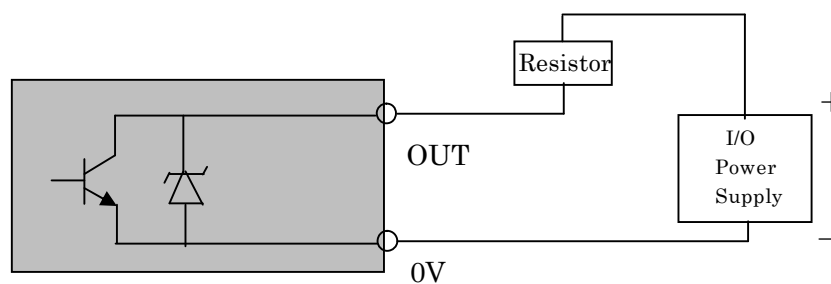 Resistor
+
I/O
Power
Supply
OUT
−
0V